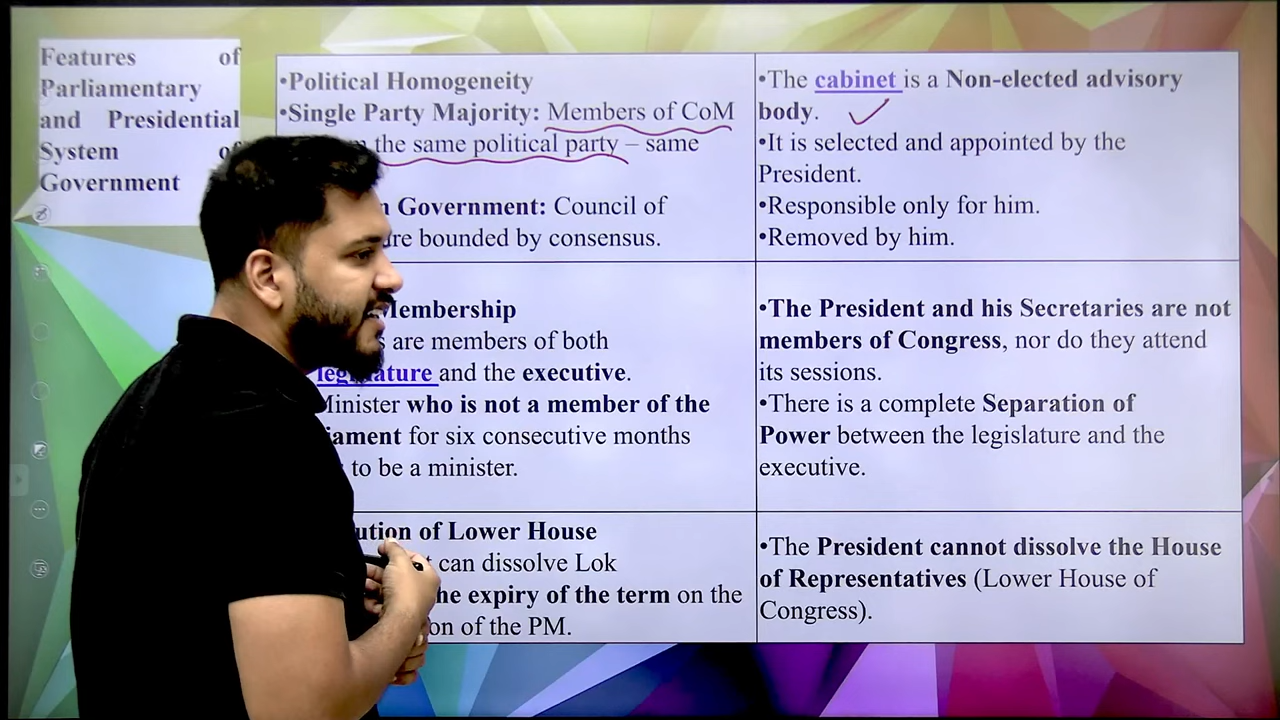 Features of
Parliamentary
and Presidential
System of
Government
•Political Homogeneity
•Single Party Majority: Members of CoM
the same political party – same
Government: Council of
are bounded by consensus.
•The cabinet is a Non-elected advisory
body.
•It is selected and appointed by the
President.
•Responsible only for him.
•Removed by him.
Membership
are members of both
legislature and the executive.
Minister who is not a member of the
for six consecutive months
to be a minister.
•The President and his Secretaries are not
members of Congress, nor do they attend
its sessions.
•There is a complete Separation of
Power between the legislature and the
executive.
of Lower House
can dissolve Lok
the expiry of the term on the
of the PM.
•The President cannot dissolve the House
of Representatives (Lower House of
Congress).